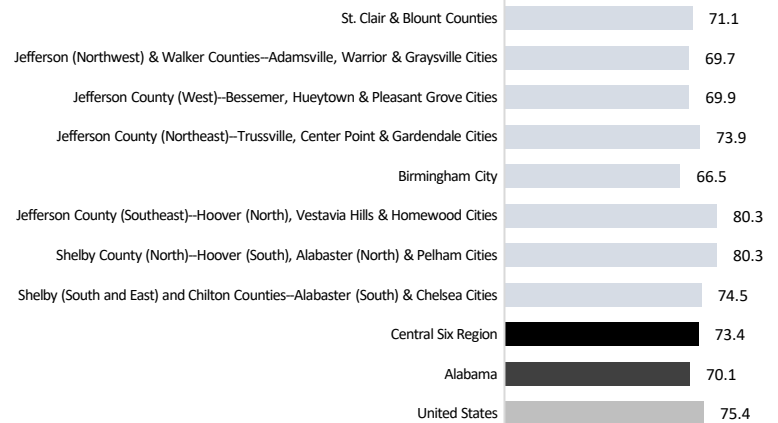 St. Clair & Blount Counties 71.1
Jefferson (Northwest) & Walker Counties--Adamsville, Warrior & Graysville Cities 69.7
Jefferson County (West)--Bessemer, Hueytown & Pleasant Grove Cities 69.9
Jefferson County (Northeast)--Trussville, Center Point & Gardendale Cities 73.9
Birmingham City 66.5
Jefferson County (Southeast)--Hoover (North), Vestavia Hills & Homewood Cities 80.3
Shelby County (North)--Hoover (South), Alabaster (North) & Pelham Cities 80.3
Shelby (South and East) and Chilton Counties--Alabaster (South) & Chelsea Cities 74.5
Central Six Region 73.4
Alabama 70.1
United States 75.4